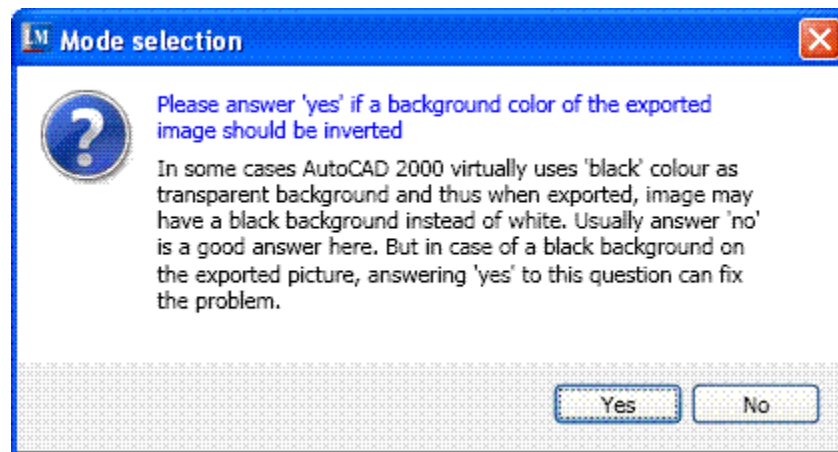 LM Mode selection
Please answer 'yes' if a background color of the exported
image should be inverted
In some cases AutoCAD 2000 virtually uses 'black' colour as
transparent background and thus when exported, image may
have a black background instead of white. Usually answer 'no'
is a good answer here. But in case of a black background on
the exported picture, answering 'yes' to this question can fix
the problem.
Yes No